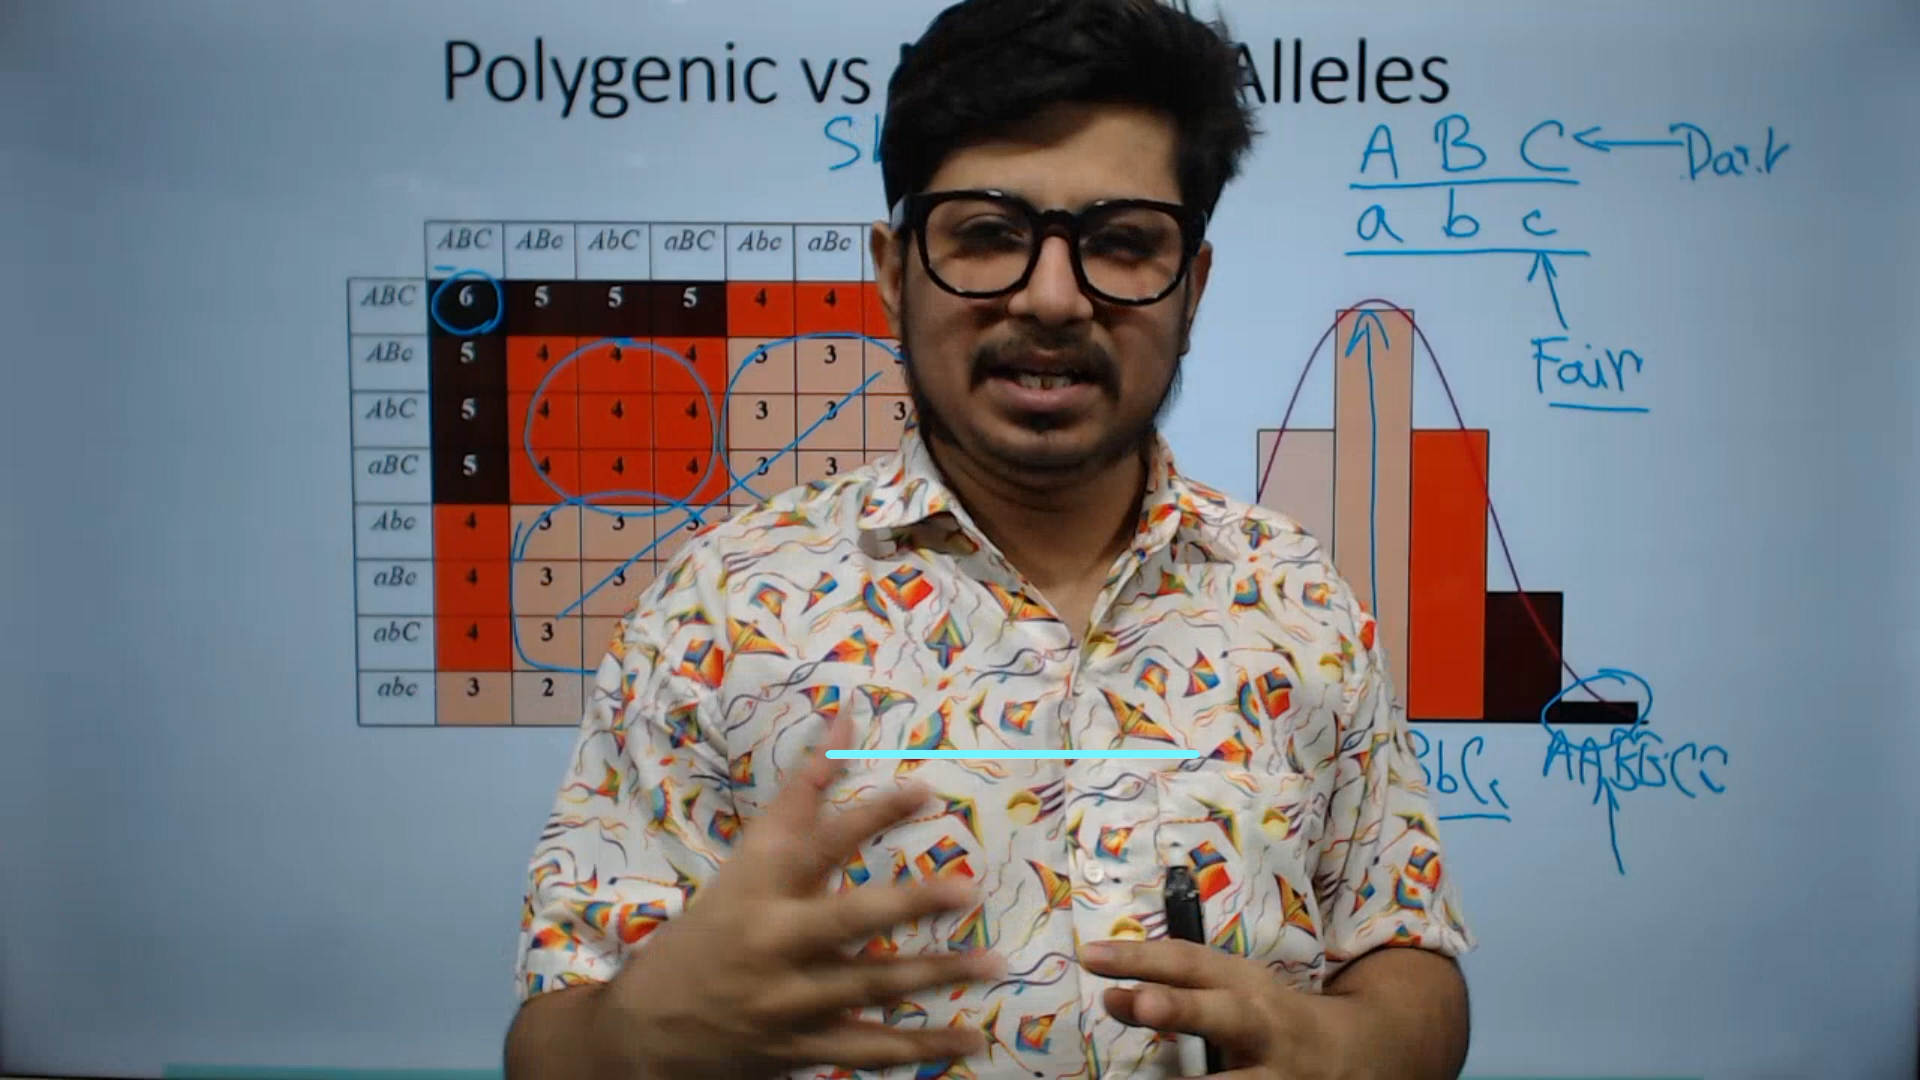 Polygenic vs Alleles
A B C ← Dark
a b c
Fair
ABC ABc AbC aBC Abc aBc
ABC 6 5 5 5 4 4
ABc 5 4 4 4 3 3
AbC 5 4 4 4 3 3 3
aBC 5 4 4 4 3 3
Abc 4 3 3 3
aBc 4 3 3
abC 4 3
abc 3 2
AABBCC